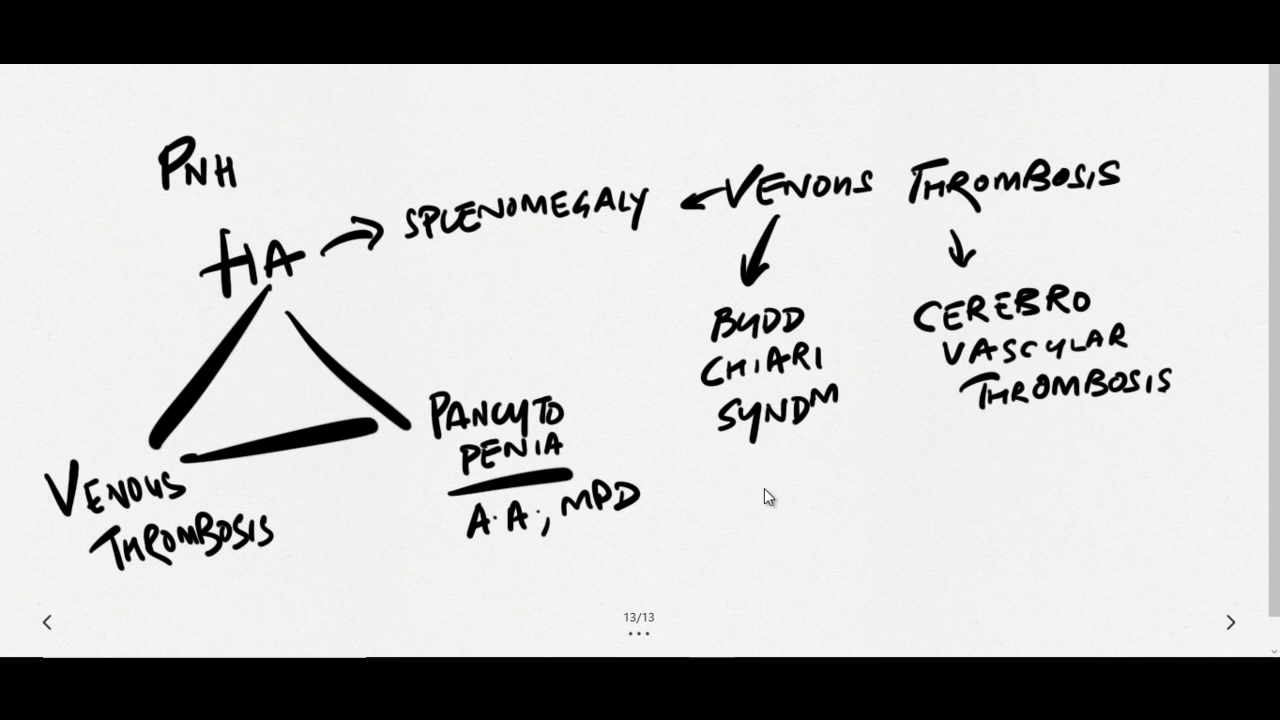 PNH
HA
SPLENOMEGALY
VENOUS THROMBOSIS
BUDD
CHIARI
SYNDM
CEREBRO
VASCULAR
THROMBOSIS
VENOUS
THROMBOSIS
PANCYTO
PENIA
A.A., MPD
13/13